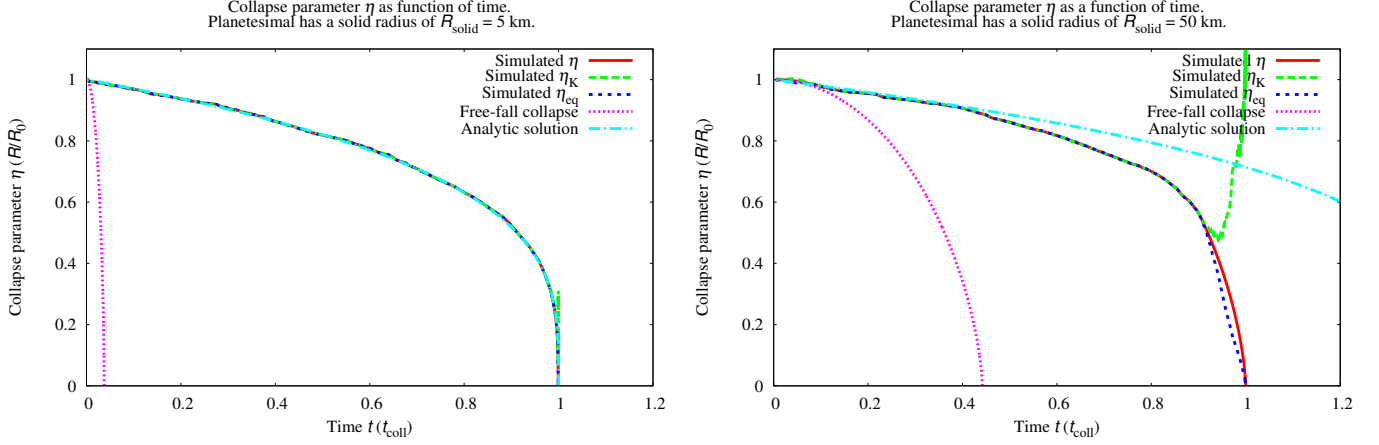 Collapse parameter η as function of time.
Planetesimal has a solid radius of R_solid = 5 km.
Simulated η
Simulated η_K
Simulated η_eq
Free-fall collapse
Analytic solution
Collapse parameter η (R/R_0)
1
0.8
0.6
0.4
0.2
0
0
0.2
0.4
0.6
0.8
1
1.2
Time t (t_coll)
Collapse parameter η as a function of time.
Planetesimal has a solid radius of R_solid = 50 km.
Simulated η
Simulated η_K
Simulated η_eq
Free-fall collapse
Analytic solution
Collapse parameter η (R/R_0)
1
0.8
0.6
0.4
0.2
0
0
0.2
0.4
0.6
0.8
1
1.2
Time t (t_coll)